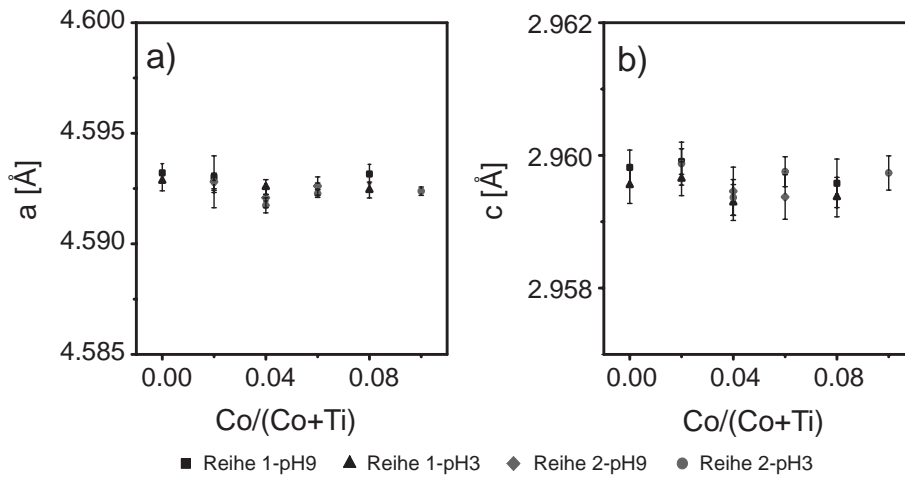 a)
4.600
4.595
4.590
4.585
a [Å]
0.00 0.04 0.08
Co/(Co+Ti)
b)
2.962
2.960
2.958
c [Å]
0.00 0.04 0.08
Co/(Co+Ti)
Reihe 1-pH9 Reihe 1-pH3 Reihe 2-pH9 Reihe 2-pH3